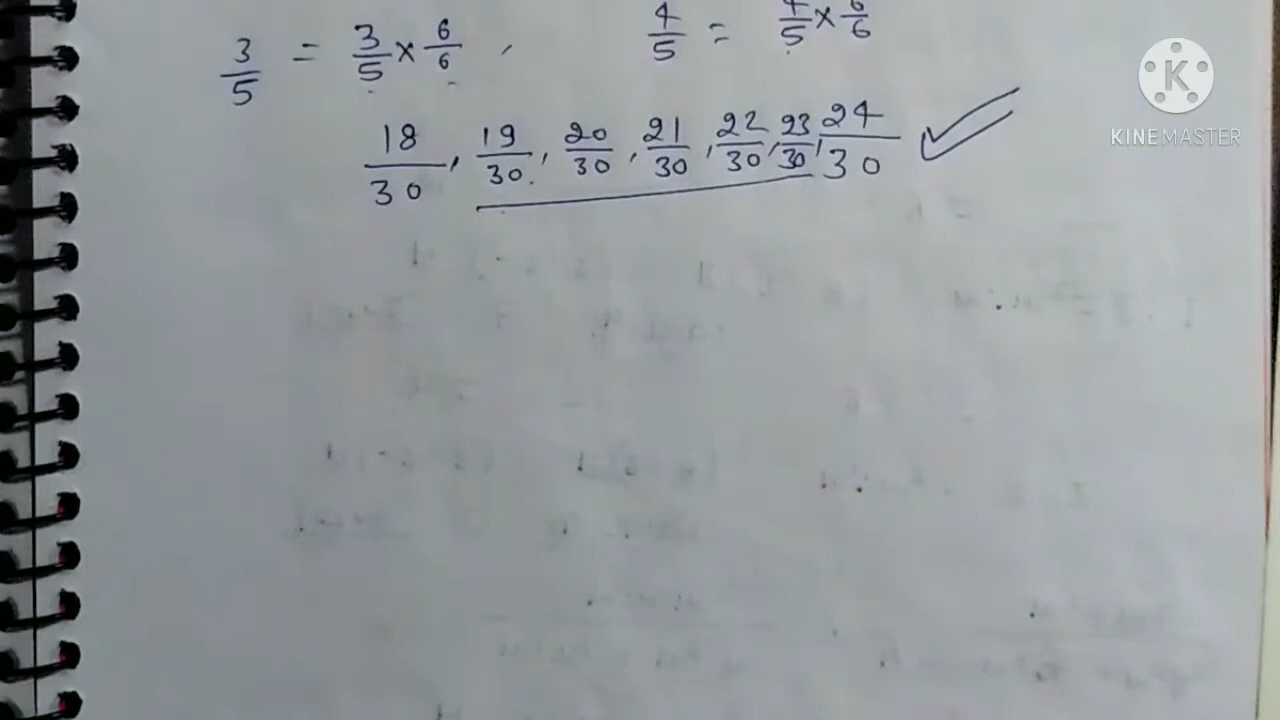 3/5 = 3/5 × 6/6 , 4/5 = 4/5 × 6/6
18/30 , 19/30 , 20/30 , 21/30 , 22/30 , 23/30 , 24/30
K
KINEMASTER